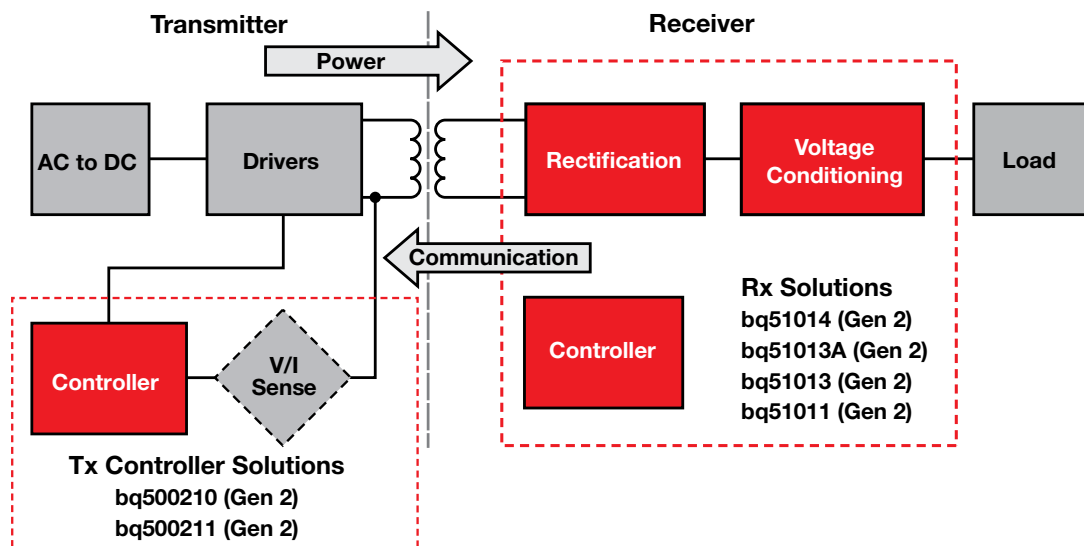 Transmitter
Receiver
Power
AC to DC
Drivers
Rectification
Voltage
Conditioning
Load
Communication
Controller
V/I
Sense
Controller
Rx Solutions
bq51014 (Gen 2)
bq51013A (Gen 2)
bq51013 (Gen 2)
bq51011 (Gen 2)
Tx Controller Solutions
bq500210 (Gen 2)
bq500211 (Gen 2)